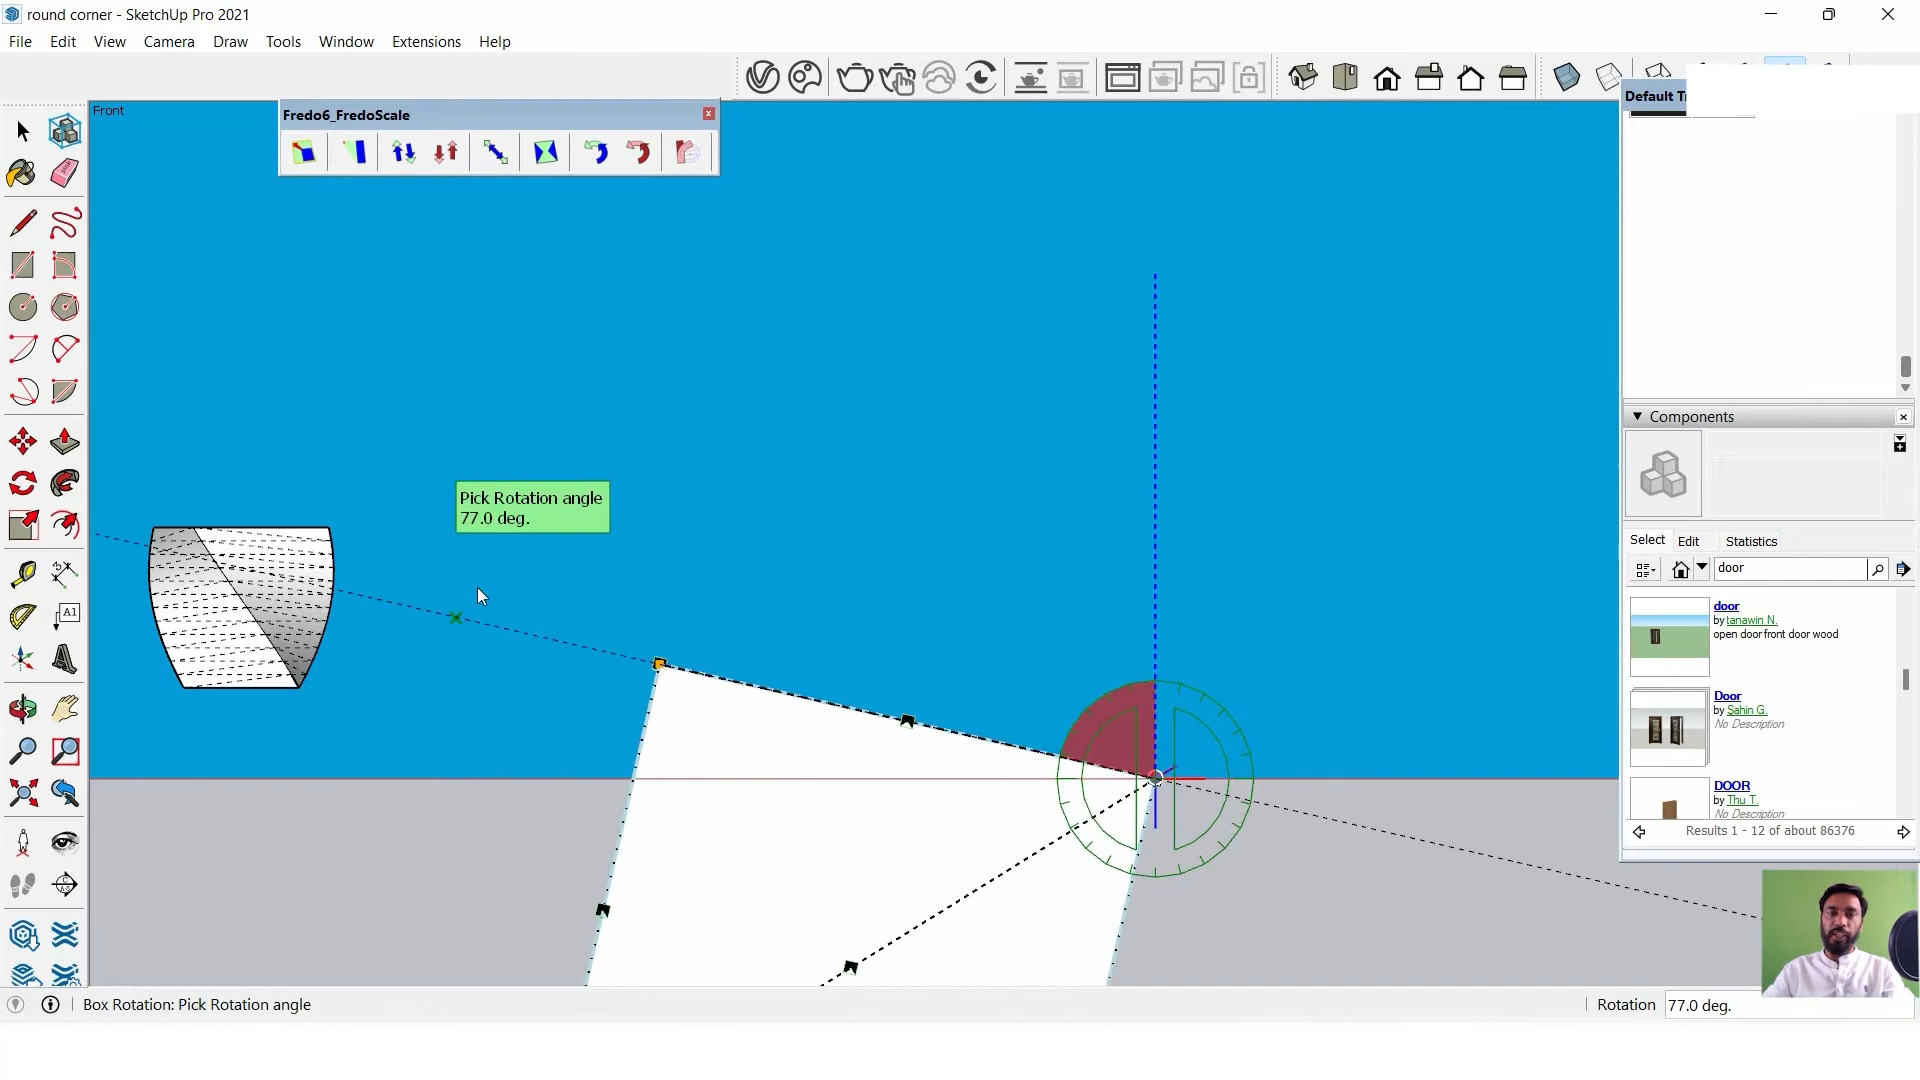 round corner - SketchUp Pro 2021
File Edit View Camera Draw Tools Window Extensions Help
Default Tr
Front
Fredo6_FredoScale
Pick Rotation angle
77.0 deg.
A1
Components
Select Edit Statistics
door
door
by tanawin N.
open door front door wood
Door
by Şahin G.
No Description
DOOR
by Thu T.
No Description
Results 1 - 12 of about 86376
Box Rotation: Pick Rotation angle
Rotation 77.0 deg.